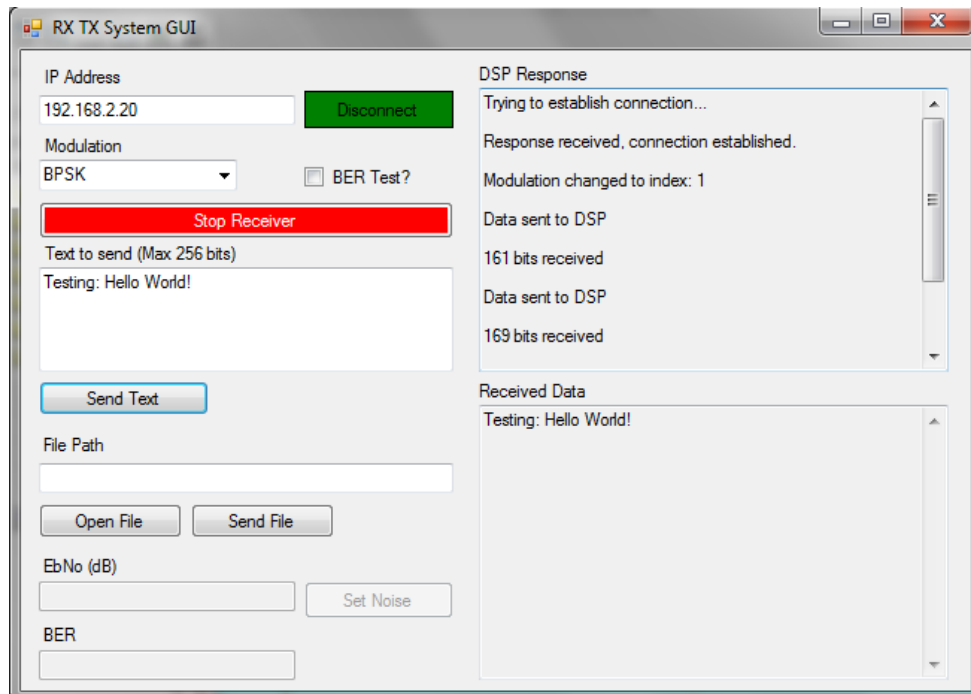 RX TX System GUI
IP Address
192.168.2.20
Disconnect
Modulation
BPSK
BER Test?
Stop Receiver
Text to send (Max 256 bits)
Testing: Hello World!
Send Text
File Path
Open File
Send File
EbNo (dB)
Set Noise
BER
DSP Response
Trying to establish connection...
Response received, connection established.
Modulation changed to index: 1
Data sent to DSP
161 bits received
Data sent to DSP
169 bits received
Received Data
Testing: Hello World!